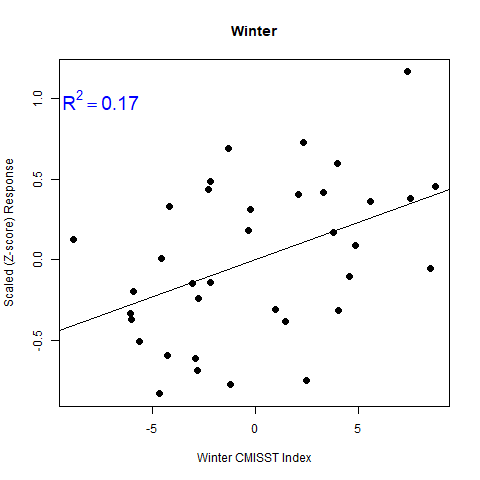 Winter
R² = 0.17
Scaled (Z-score) Response
1.0
0.5
0.0
-0.5
-5 0 5
Winter CMISST Index